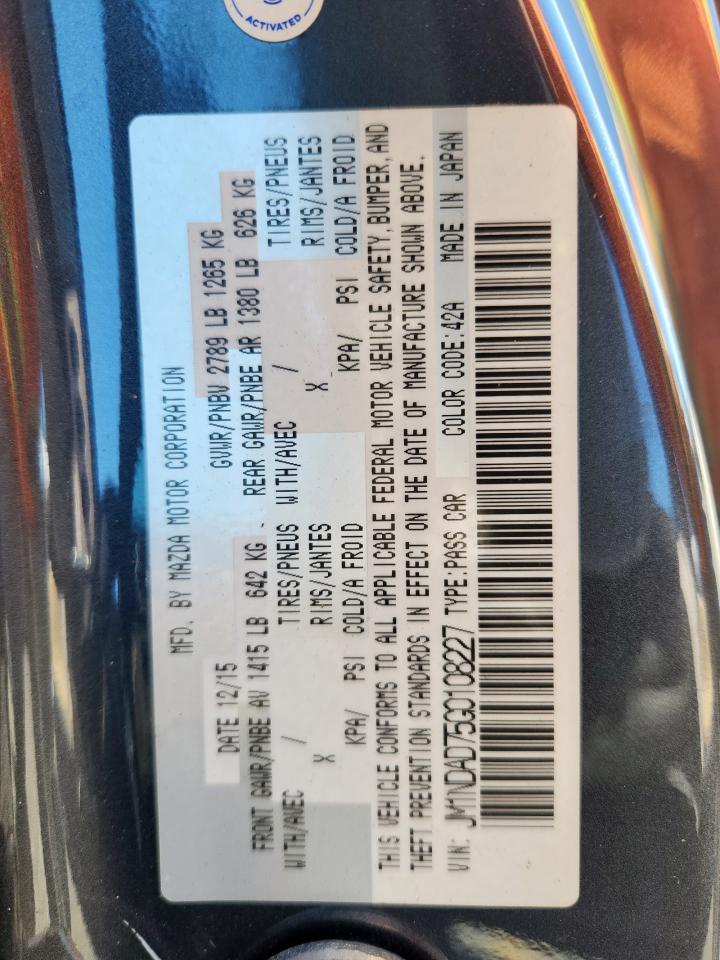 ACTIVATED
MFD. BY MAZDA MOTOR CORPORATION
DATE 12/15 GVWR/PNBV 2789 LB 1265 KG
FRONT GAWR/PNBE AV 1415 LB 642 KG - REAR GAWR/PNBE AR 1380 LB 626 KG
WITH/AVEC / TIRES/PNEUS WITH/AVEC / TIRES/PNEUS
X RIMS/JANTES X RIMS/JANTES
KPA/ PSI COLD/A FROID KPA/ PSI COLD/A FROID
THIS VEHICLE CONFORMS TO ALL APPLICABLE FEDERAL MOTOR VEHICLE SAFETY, BUMPER, AND
THEFT PREVENTION STANDARDS IN EFFECT ON THE DATE OF MANUFACTURE SHOWN ABOVE.
VIN: JM1NDAD75G0108227 TYPE:PASS CAR COLOR CODE:42A MADE IN JAPAN